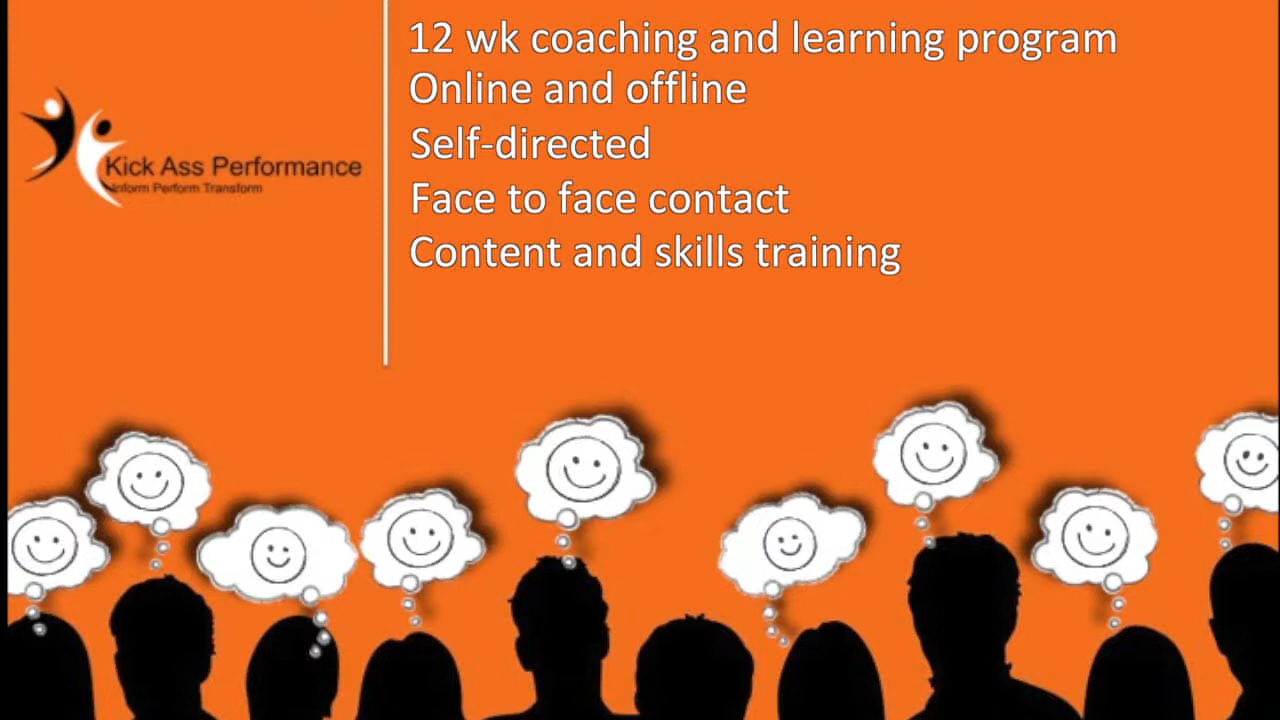 Kick Ass Performance
Inform Perform Transform
12 wk coaching and learning program
Online and offline
Self-directed
Face to face contact
Content and skills training